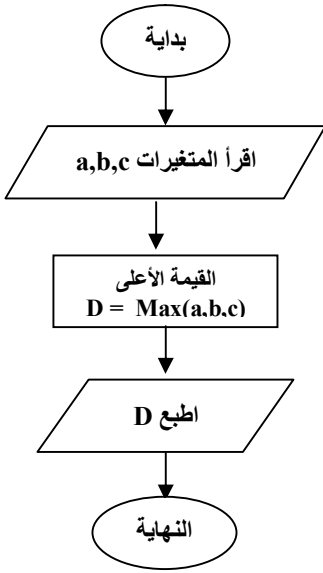 بداية
اقرأ المتغيرات a,b,c
القيمة الأعلى
D = Max(a,b,c)
اطبع D
النهاية